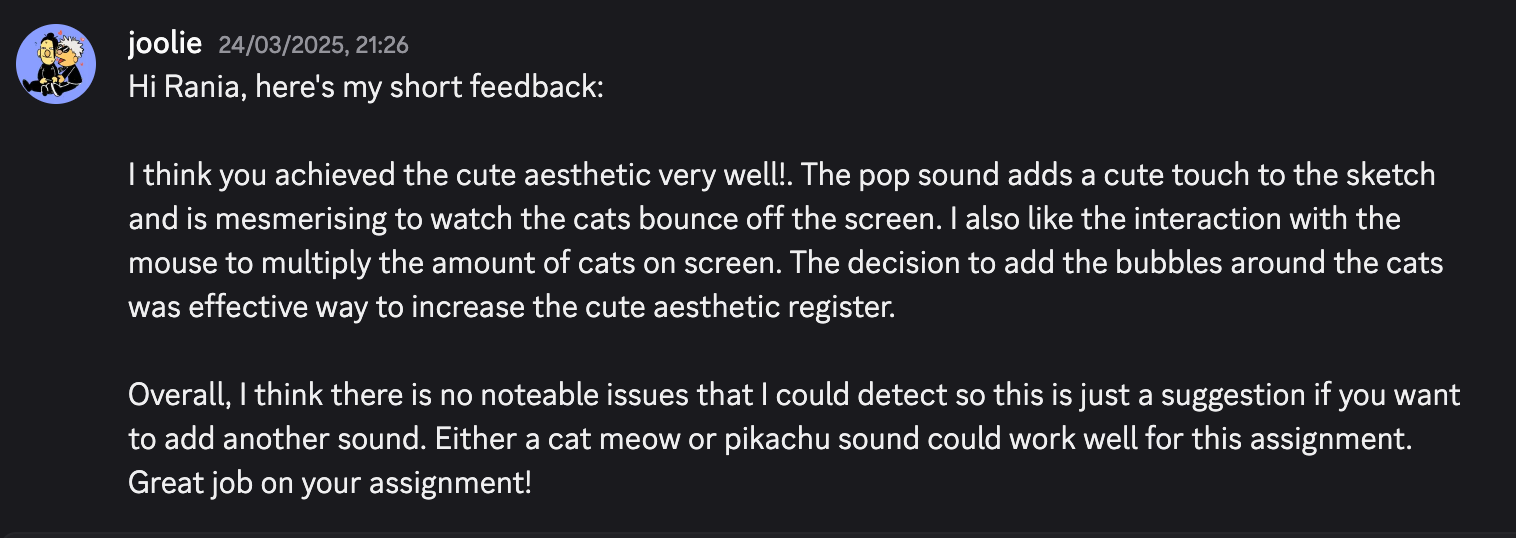 joolie 24/03/2025, 21:26
Hi Rania, here's my short feedback:
I think you achieved the cute aesthetic very well!. The pop sound adds a cute touch to the sketch
and is mesmerising to watch the cats bounce off the screen. I also like the interaction with the
mouse to multiply the amount of cats on screen. The decision to add the bubbles around the cats
was effective way to increase the cute aesthetic register.
Overall, I think there is no noteable issues that I could detect so this is just a suggestion if you want
to add another sound. Either a cat meow or pikachu sound could work well for this assignment.
Great job on your assignment!